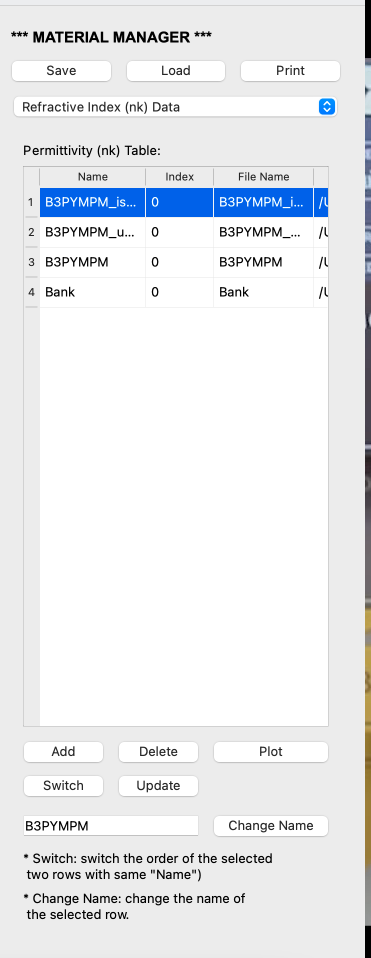 *** MATERIAL MANAGER ***
Save Load Print
Refractive Index (nk) Data
Permittivity (nk) Table:
Name Index File Name
1 B3PYMPM_is... 0 B3PYMPM_i... /U
2 B3PYMPM_u... 0 B3PYMPM_... /U
3 B3PYMPM 0 B3PYMPM /U
4 Bank 0 Bank /U
Add Delete Plot
Switch Update
B3PYMPM Change Name
* Switch: switch the order of the selected
two rows with same "Name")
* Change Name: change the name of
the selected row.